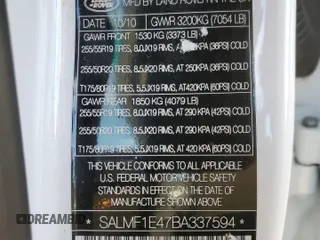 LAND ROVER
MFD BY LAND ROVER IN THE UK
DATE 10/10 GVWR 3200KG (7054 LB)
GAWR FRONT 1530 KG (3373 LB)
255/55R19 TIRES, 8.0JX19 RIMS, AT 250KPA (36PSI) COLD
255/50R20 TIRES, 8.5JX20 RIMS, AT 250KPA (36PSI) COLD
T175/80R19 TIRES, 5.5JX19 RIMS, AT420KPA (60PSI) COLD
GAWR REAR 1850 KG (4079 LB)
255/55R19 TIRES, 8.0JX19 RIMS, AT 290 KPA (42PSI) COLD
255/50R20 TIRES, 8.5JX20 RIMS, AT 290 KPA (42PSI) COLD
T175/80R19 TIRES, 5.5JX19 RIMS, AT 420 KPA (60PSI) COLD
THIS VEHICLE CONFORMS TO ALL APPLICABLE
U.S. FEDERAL MOTOR VEHICLE SAFETY
STANDARDS IN EFFECT ON THE DATE OF
* SALMF1E47BA337594 *